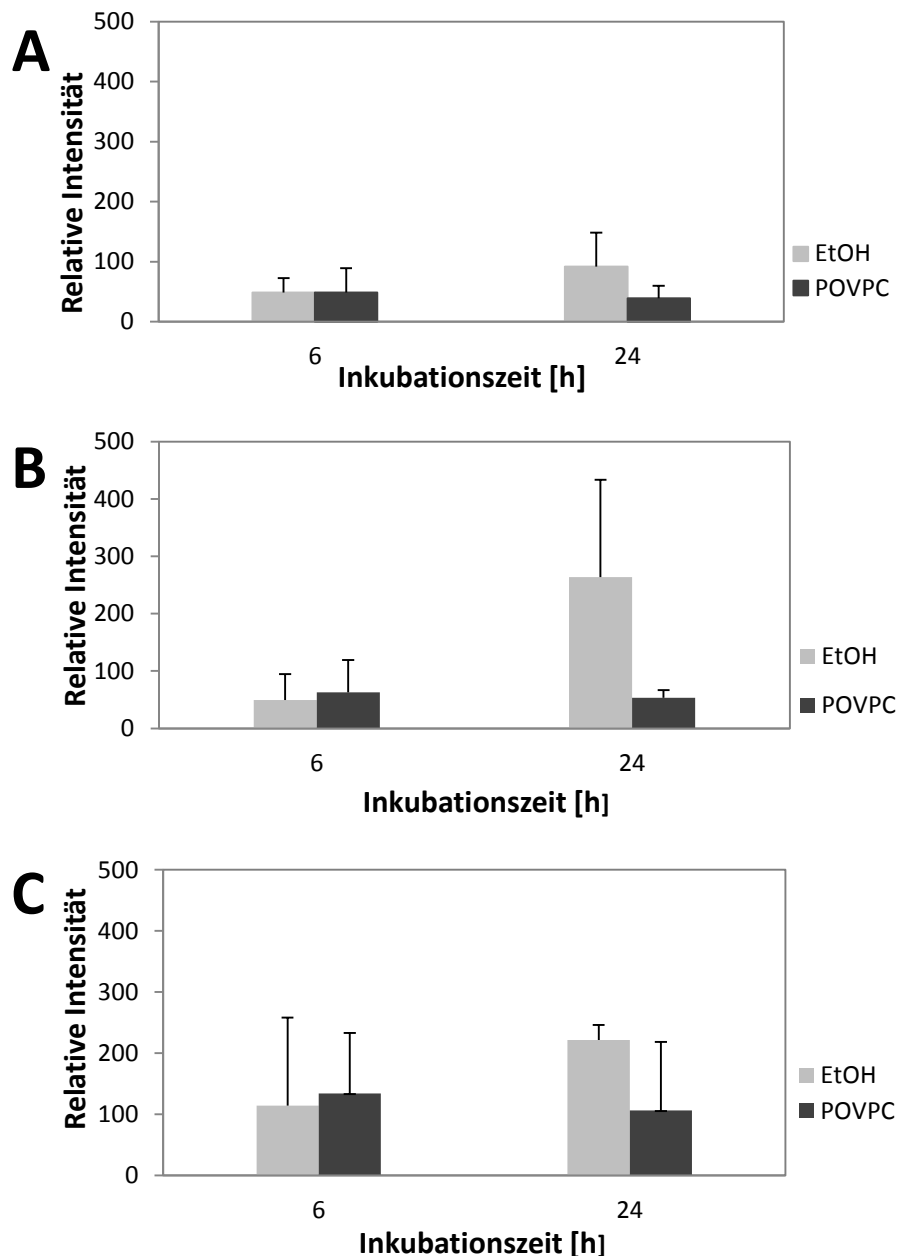 A
Relative Intensität
500
400
300
200
100
0
6
24
Inkubationszeit [h]
EtOH
POVPC
B
Relative Intensität
500
400
300
200
100
0
6
24
Inkubationszeit [h]
EtOH
POVPC
C
Relative Intensität
500
400
300
200
100
0
6
24
Inkubationszeit [h]
EtOH
POVPC